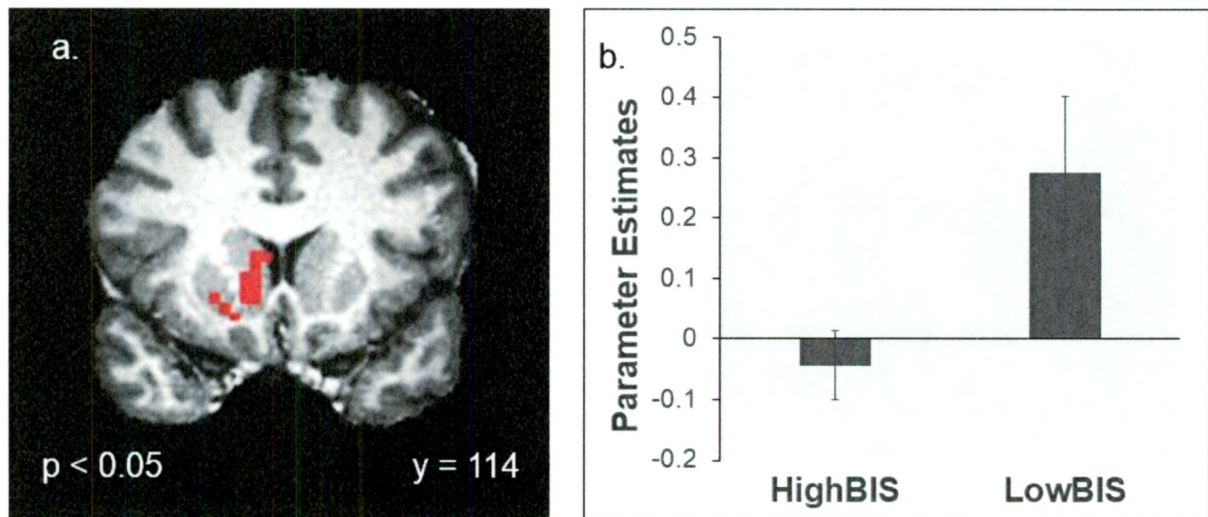 a.
p < 0.05
y = 114
b.
Parameter Estimates
0.5
0.4
0.3
0.2
0.1
0
-0.1
-0.2
HighBIS
LowBIS